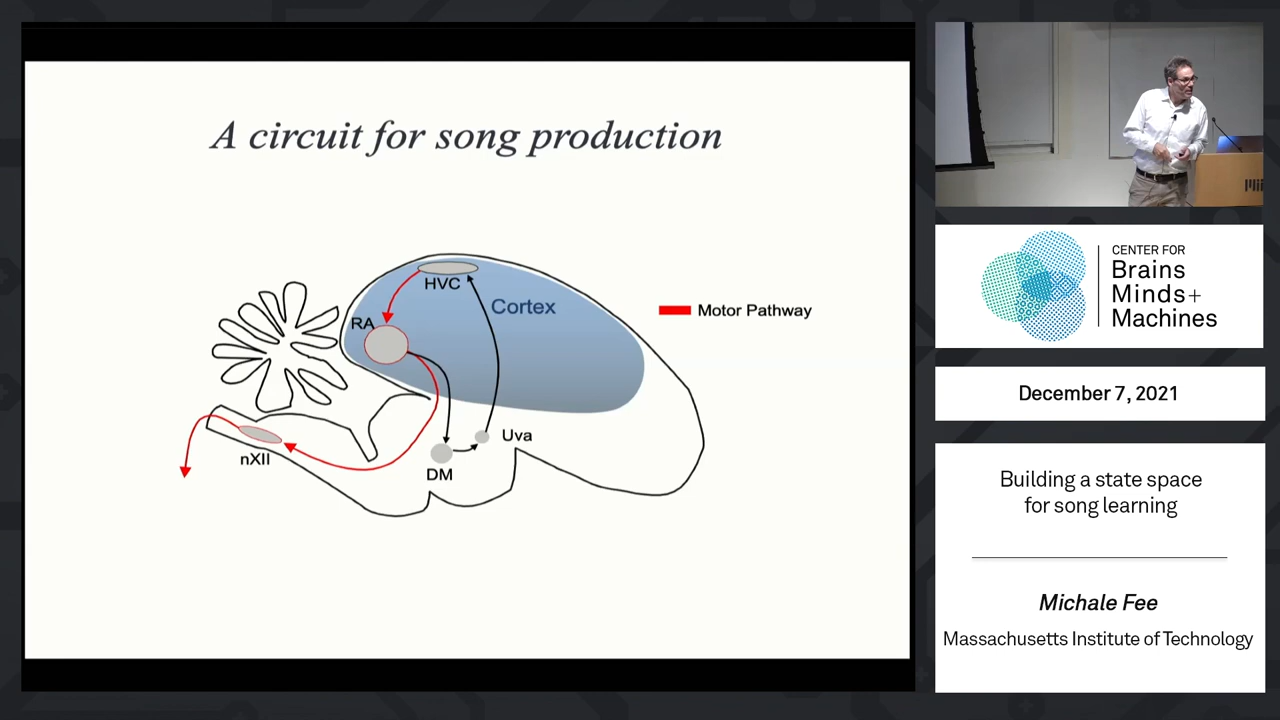 A circuit for song production
HVC
Cortex
RA
Motor Pathway
Uva
nXII
DM
MiT
CENTER FOR
Brains
Minds+
Machines
December 7, 2021
Building a state space
for song learning
Michale Fee
Massachusetts Institute of Technology